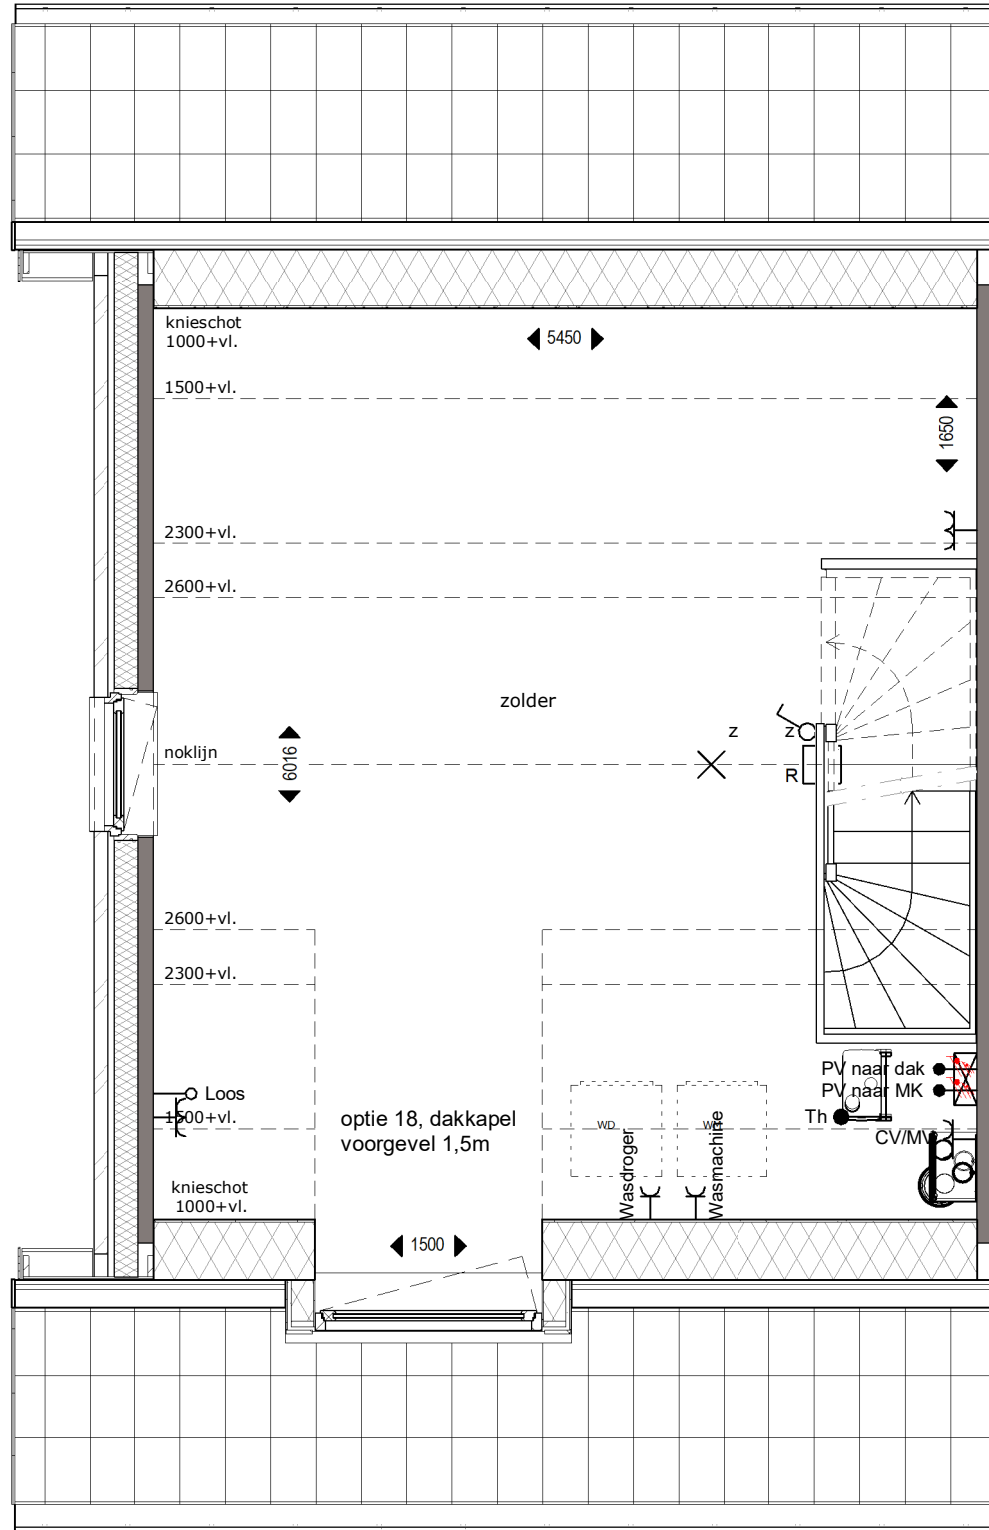 knieschot
1000+vl.
5450
1500+vl.
1650
2300+vl.
2600+vl.
zolder
z
z
noklijn
6016
R
2600+vl.
2300+vl.
PV naar dak
PV naar MK
Loos
1500+vl.
optie 18, dakkapel
voorgevel 1,5m
Th
WD
Wasdroger
Wasmachine
CV/MV
knieschot
1000+vl.
1500